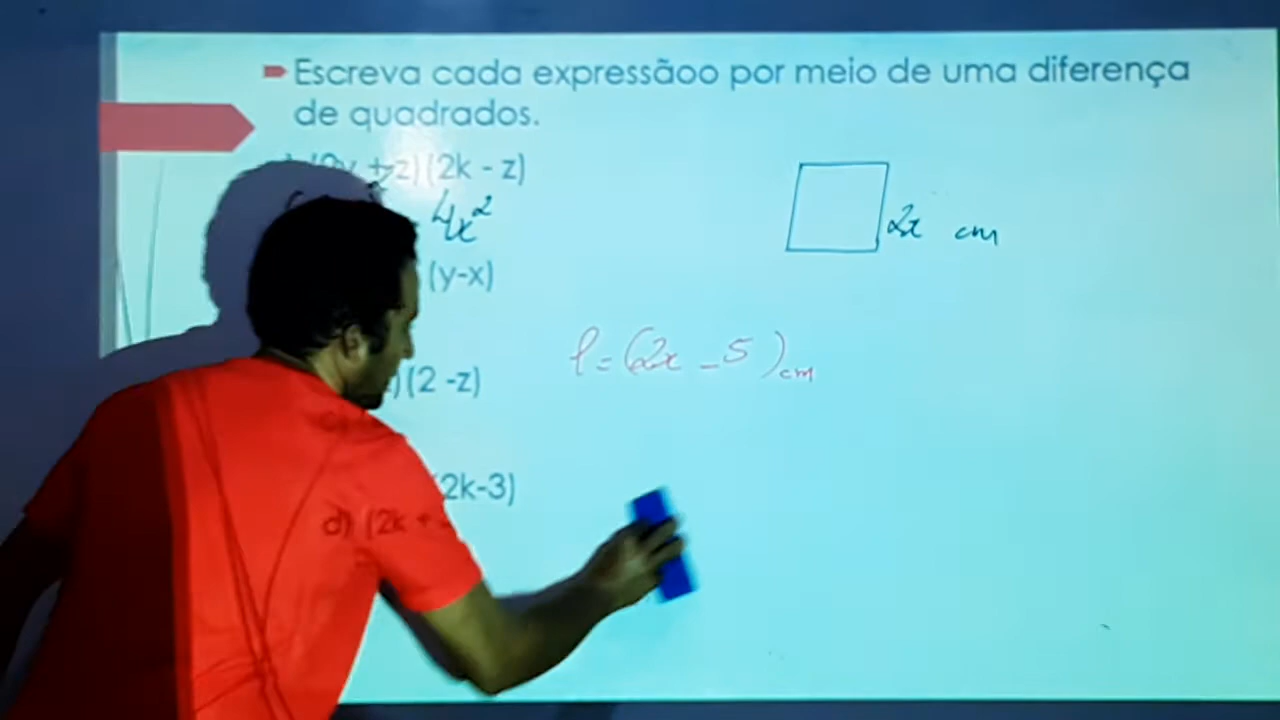 Escreva cada expressãoo por meio de uma diferença
de quadrados.
+ z) (2k - z)
4x²
2x cm
(y-x)
l = (2x - 5) cm
)(2 -z)
2k-3)
d) (2k +